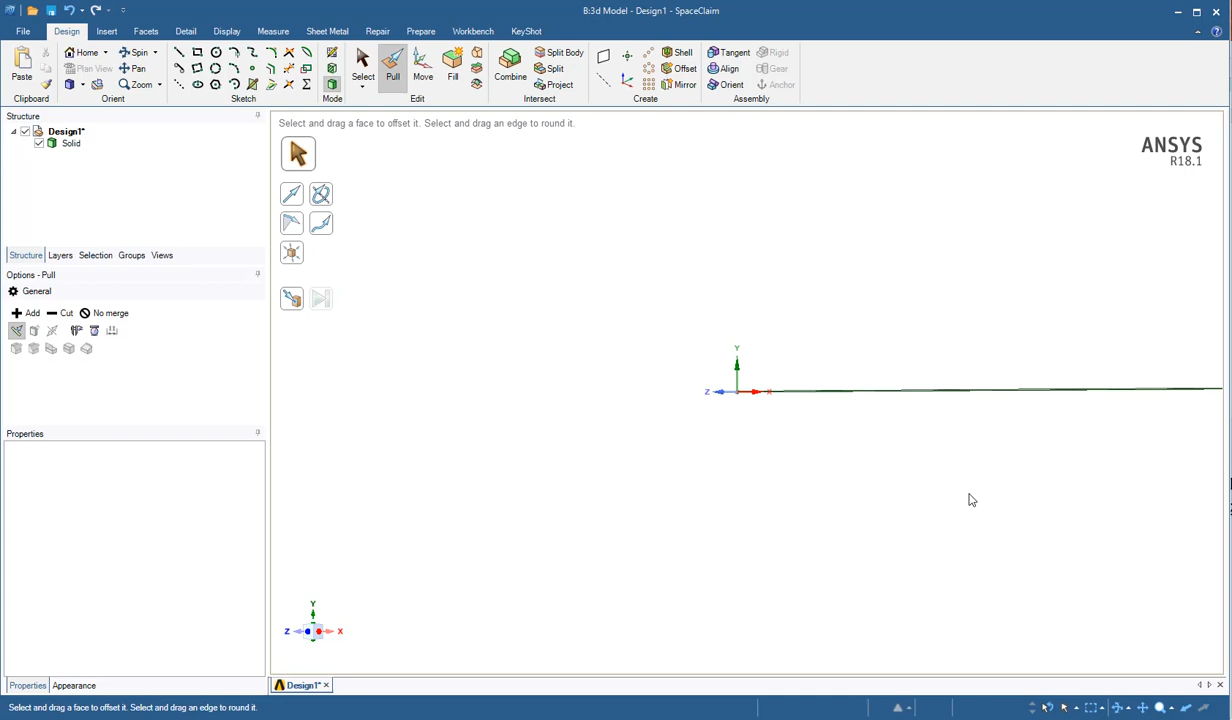 B:3d Model - Design1 - SpaceClaim
File Design Insert Facets Detail Display Measure Sheet Metal Repair Prepare Workbench KeyShot
Home Spin Split Body Shell Tangent Rigid
Plan View Pan Split Offset Align Gear
Paste Zoom Select Pull Move Fill Combine Project Mirror Orient Anchor
Clipboard Orient Sketch Mode Edit Intersect Create Assembly
Structure
Select and drag a face to offset it. Select and drag an edge to round it.
Design1*
Solid
ANSYS
R18.1
Structure Layers Selection Groups Views
Options - Pull
General
Add Cut No merge
Y
Z X
Properties
Y
Z X
Properties Appearance
Design1*
Select and drag a face to offset it. Select and drag an edge to round it.